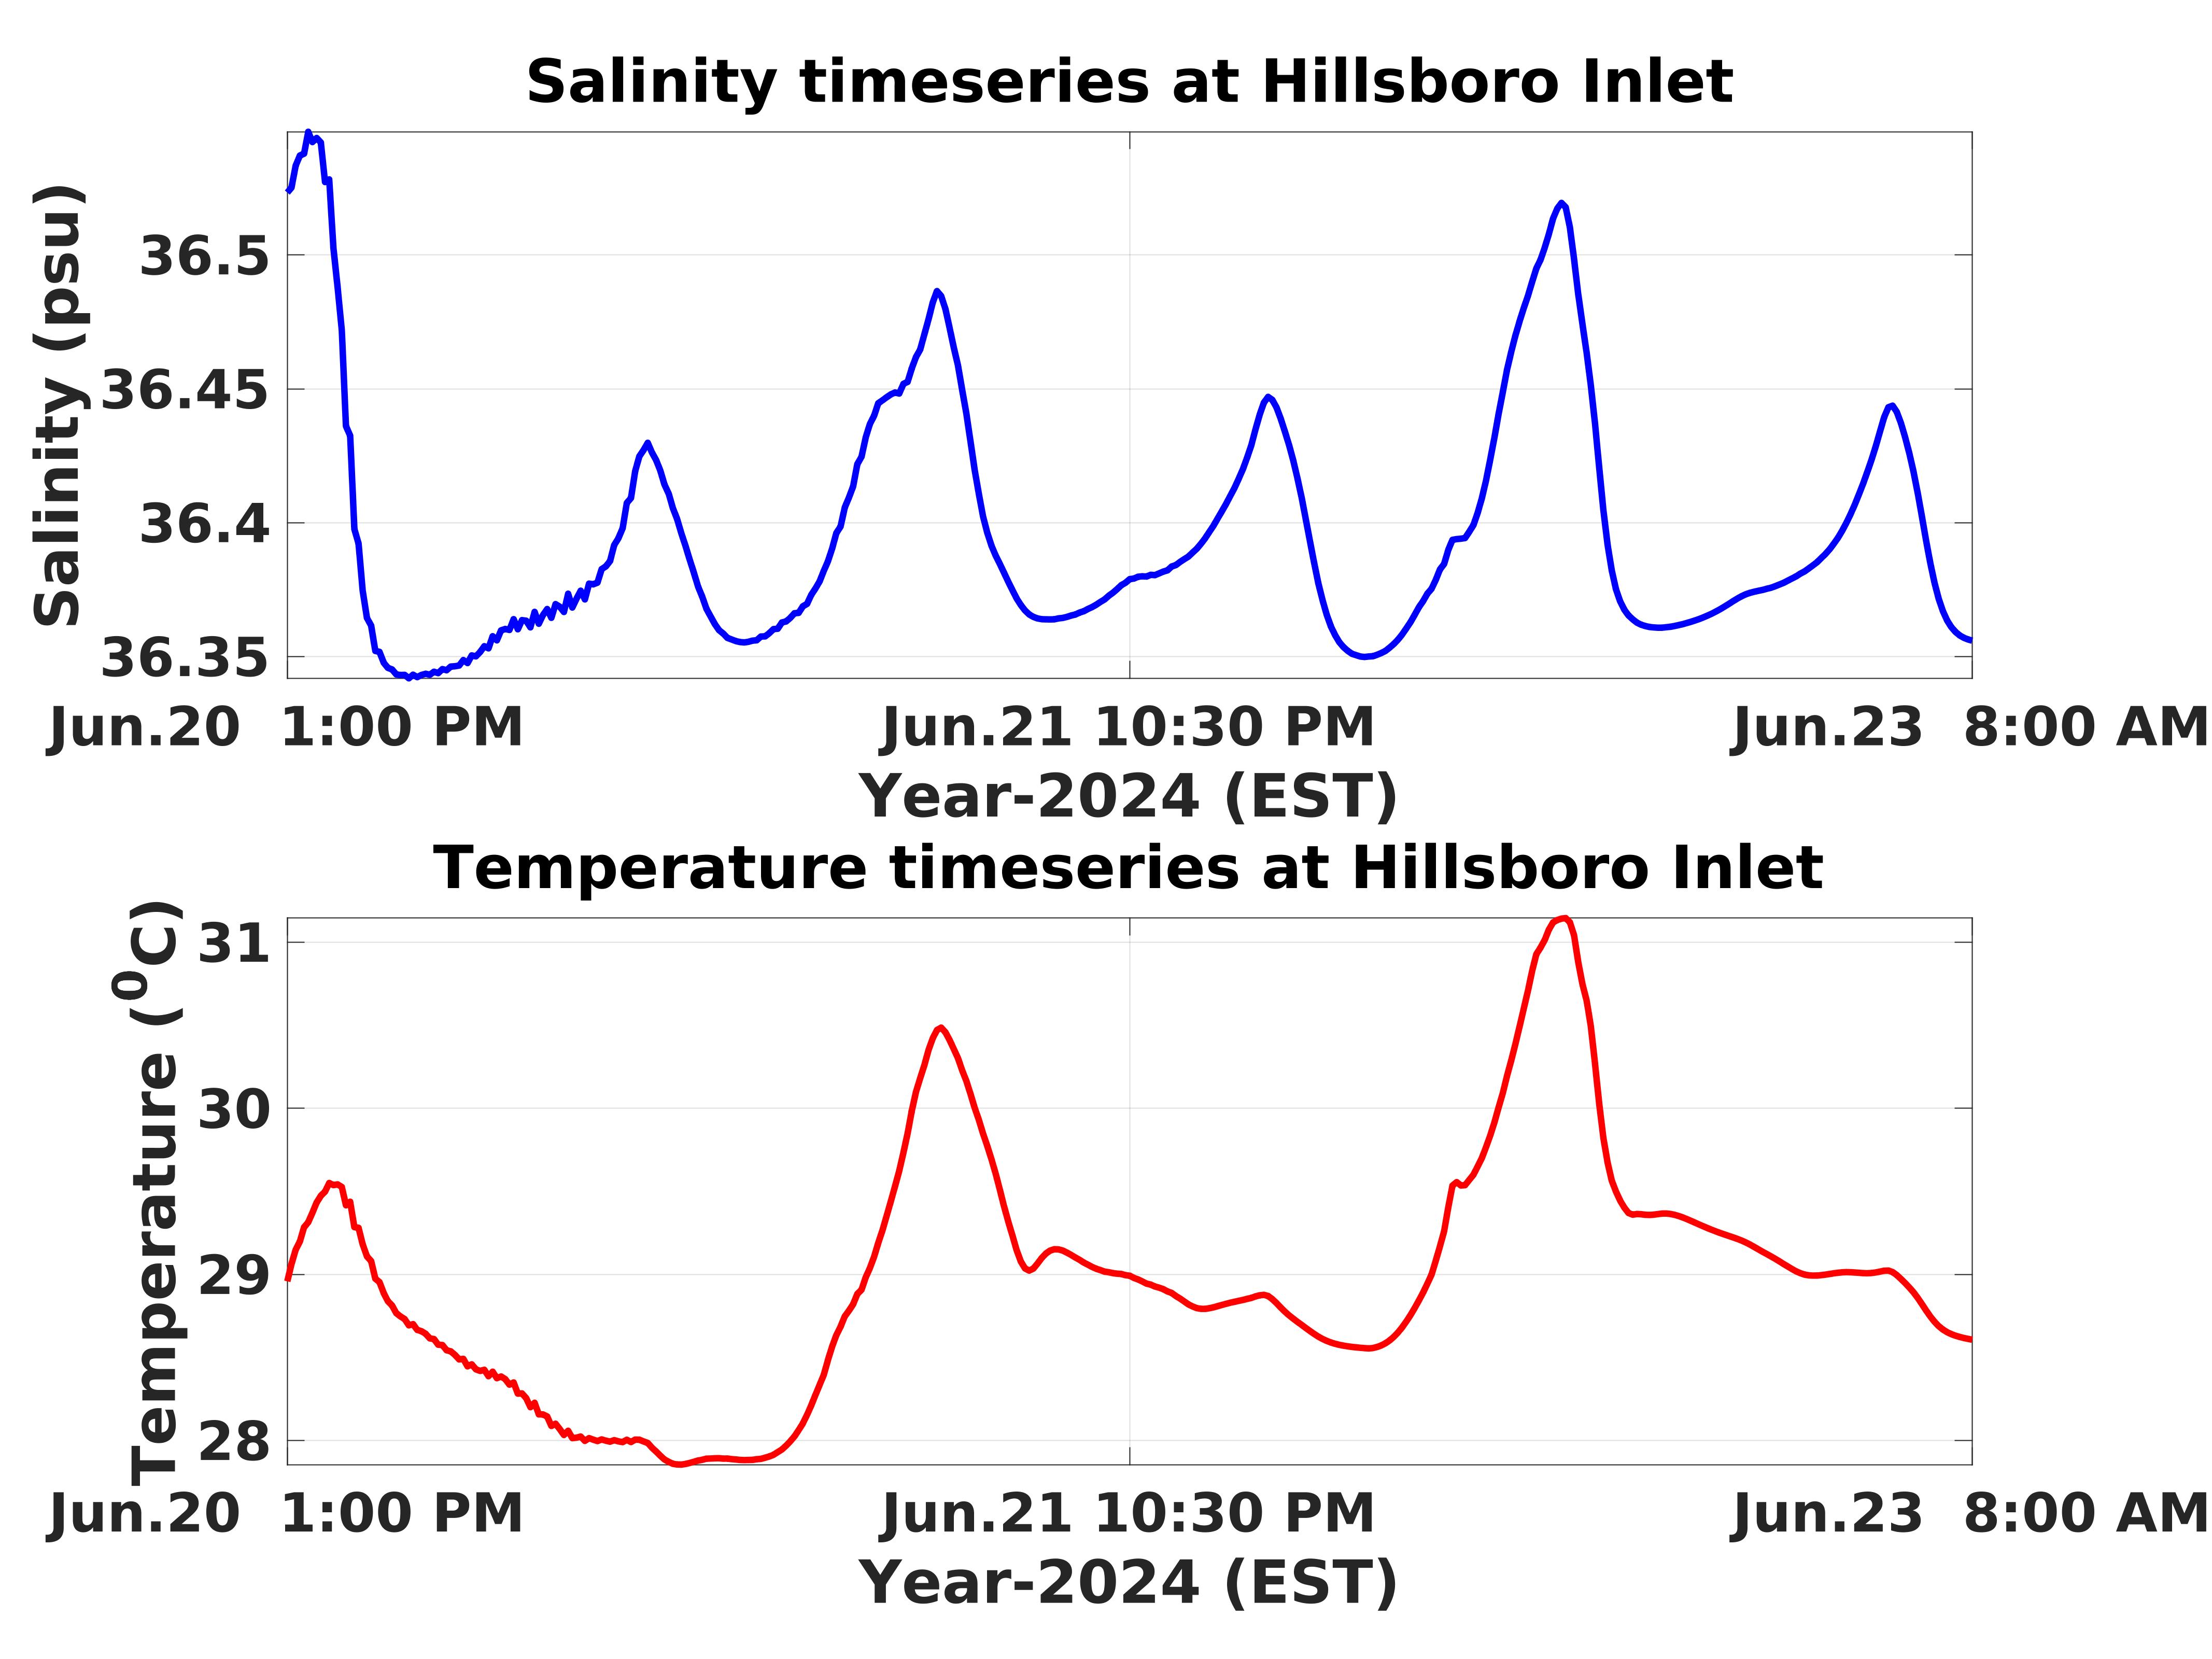 Salinity timeseries at Hillsboro Inlet
Salinity (psu)
36.5
36.45
36.4
36.35
Jun.20 1:00 PM Jun.21 10:30 PM Jun.23 8:00 AM
Year-2024 (EST)
Temperature timeseries at Hillsboro Inlet
Temperature (⁰C)
31
30
29
28
Jun.20 1:00 PM Jun.21 10:30 PM Jun.23 8:00 AM
Year-2024 (EST)